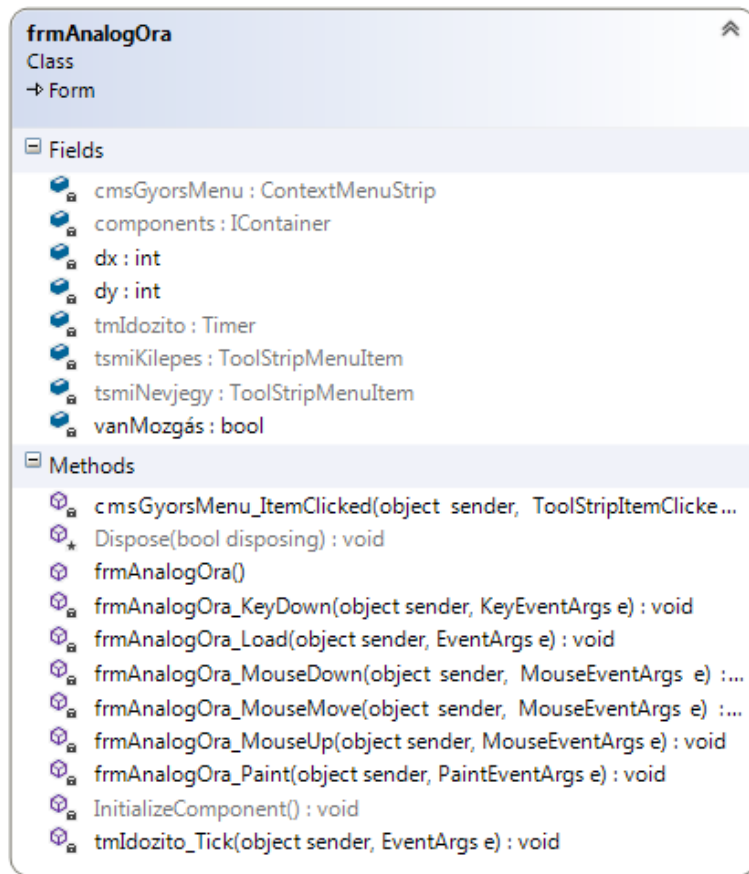 frmAnalogOra
Class
Form
Fields
cmsGyorsMenu : ContextMenuStrip
components : IContainer
dx : int
dy : int
tmIdozito : Timer
tsmiKilepes : ToolStripMenuItem
tsmiNevjegy : ToolStripMenuItem
vanMozgás : bool
Methods
cmsGyorsMenu_ItemClicked(object sender, ToolStripItemClicke...
Dispose(bool disposing) : void
frmAnalogOra()
frmAnalogOra_KeyDown(object sender, KeyEventArgs e) : void
frmAnalogOra_Load(object sender, EventArgs e) : void
frmAnalogOra_MouseDown(object sender, MouseEventArgs e) :...
frmAnalogOra_MouseMove(object sender, MouseEventArgs e) :...
frmAnalogOra_MouseUp(object sender, MouseEventArgs e) : void
frmAnalogOra_Paint(object sender, PaintEventArgs e) : void
InitializeComponent() : void
tmIdozito_Tick(object sender, EventArgs e) : void